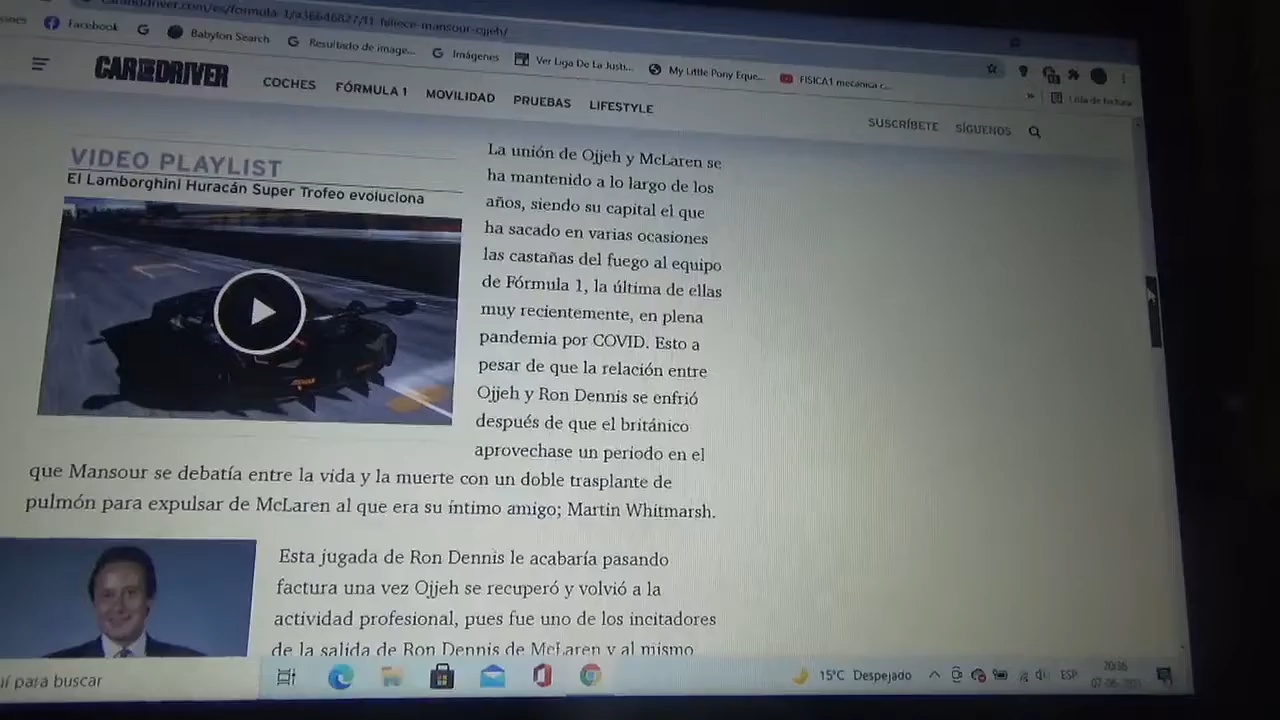 caranddriver.com/es/formula-1/a36646827/f1-fallece-mansour-ojjeh/
Facebook
Babylon Search
Resultado de image...
Imágenes
Ver Liga De La Justi...
My Little Pony Eque...
FISICA1 mecanica c...
» Lista de lectura
CAR AND DRIVER
COCHES FÓRMULA 1 MOVILIDAD PRUEBAS LIFESTYLE
SUSCRÍBETE SÍGUENOS
VIDEO PLAYLIST
El Lamborghini Huracán Super Trofeo evoluciona
La unión de Ojjeh y McLaren se
ha mantenido a lo largo de los
años, siendo su capital el que
ha sacado en varias ocasiones
las castañas del fuego al equipo
de Fórmula 1, la última de ellas
muy recientemente, en plena
pandemia por COVID. Esto a
pesar de que la relación entre
Ojjeh y Ron Dennis se enfrió
después de que el británico
aprovechase un periodo en el
que Mansour se debatía entre la vida y la muerte con un doble trasplante de
pulmón para expulsar de McLaren al que era su íntimo amigo; Martin Whitmarsh.
Esta jugada de Ron Dennis le acabaría pasando
factura una vez Ojjeh se recuperó y volvió a la
actividad profesional, pues fue uno de los incitadores
de la salida de Ron Dennis de McLaren y al mismo
uí para buscar
15°C Despejado
ESP
20:36